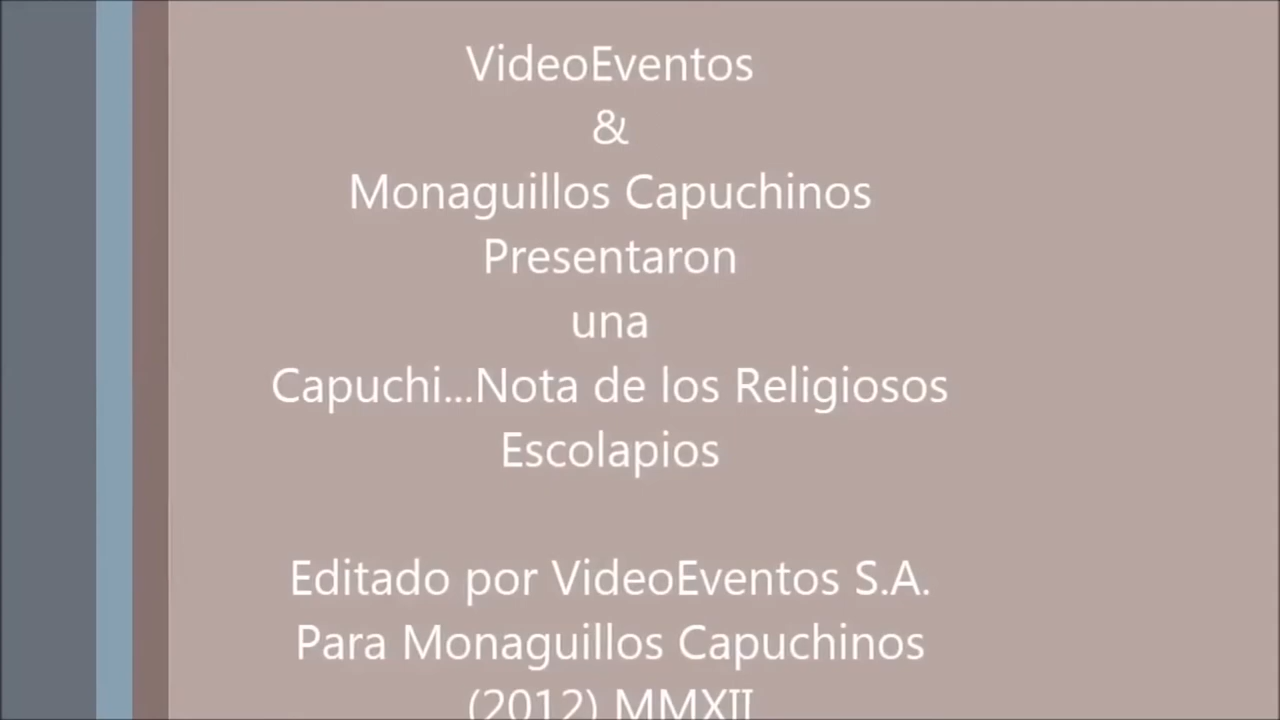 VideoEventos
&
Monaguillos Capuchinos
Presentaron
una
Capuchi...Nota de los Religiosos
Escolapios
Editado por VideoEventos S.A.
Para Monaguillos Capuchinos
(2012) MMXII